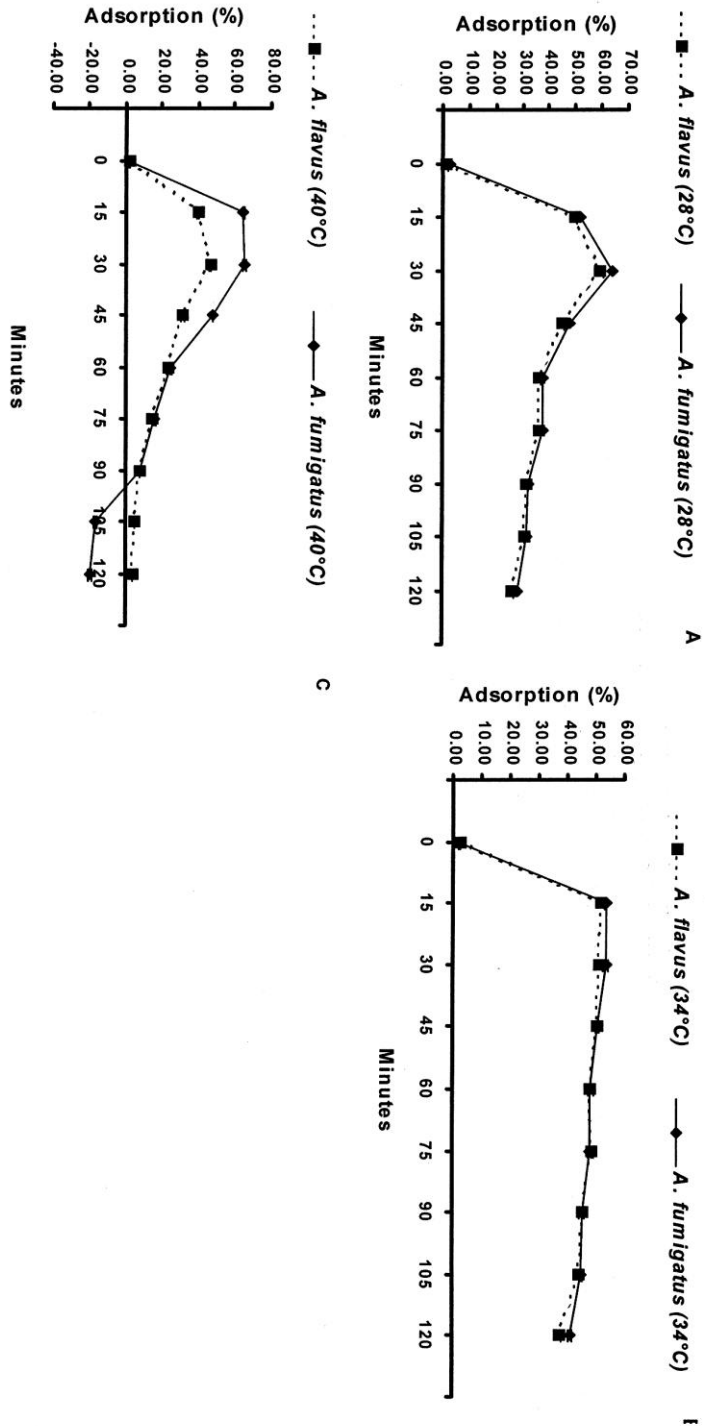 A
A. flavus (28°C) A. fumigatus (28°C)
Adsorption (%)
70.00
60.00
50.00
40.00
30.00
20.00
10.00
0.00
0 15 30 45 60 75 90 105 120
Minutes
A. flavus (34°C) A. fumigatus (34°C)
Adsorption (%)
60.00
50.00
40.00
30.00
20.00
10.00
0.00
0 15 30 45 60 75 90 105 120
Minutes
C
A. flavus (40°C) A. fumigatus (40°C)
Adsorption (%)
80.00
60.00
40.00
20.00
0.00
-20.00
-40.00
0 15 30 45 60 75 90 105 120
Minutes